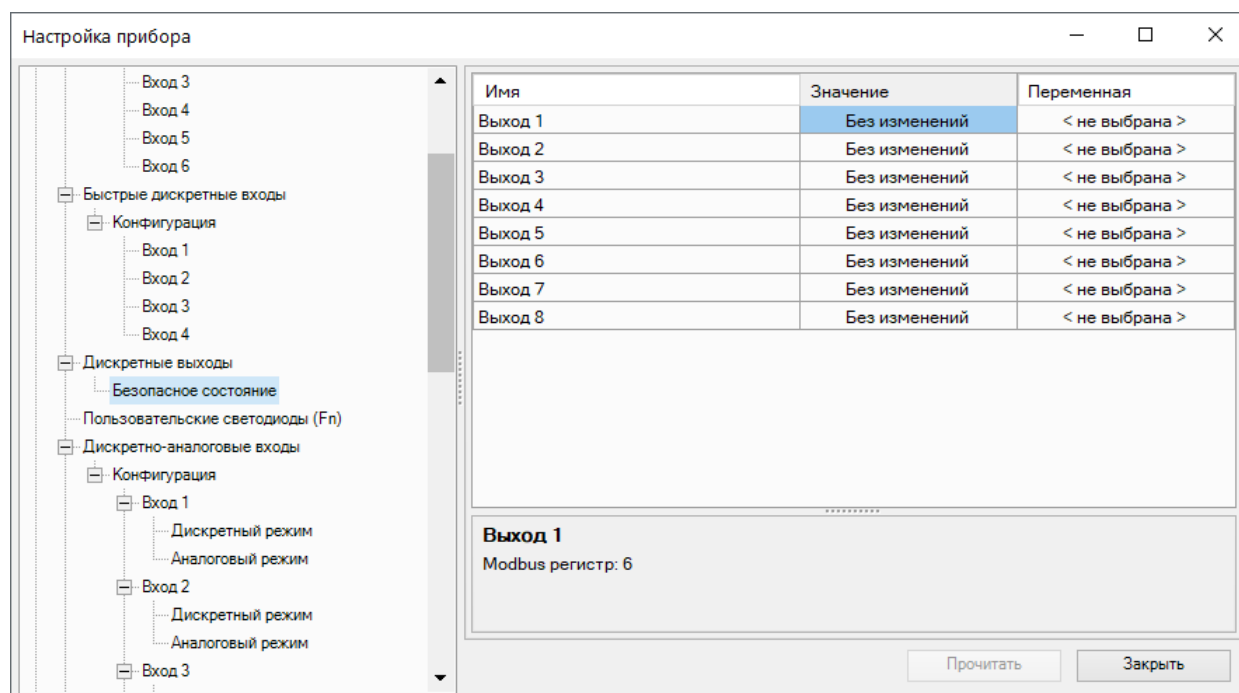 Настройка прибора
Вход 3
Вход 4
Вход 5
Вход 6
Быстрые дискретные входы
Конфигурация
Вход 1
Вход 2
Вход 3
Вход 4
Дискретные выходы
Безопасное состояние
Пользовательские светодиоды (Fn)
Дискретно-аналоговые входы
Конфигурация
Вход 1
Дискретный режим
Аналоговый режим
Вход 2
Дискретный режим
Аналоговый режим
Вход 3
Имя Значение Переменная
Выход 1 Без изменений < не выбрана >
Выход 2 Без изменений < не выбрана >
Выход 3 Без изменений < не выбрана >
Выход 4 Без изменений < не выбрана >
Выход 5 Без изменений < не выбрана >
Выход 6 Без изменений < не выбрана >
Выход 7 Без изменений < не выбрана >
Выход 8 Без изменений < не выбрана >
Выход 1
Modbus регистр: 6
Прочитать Закрыть